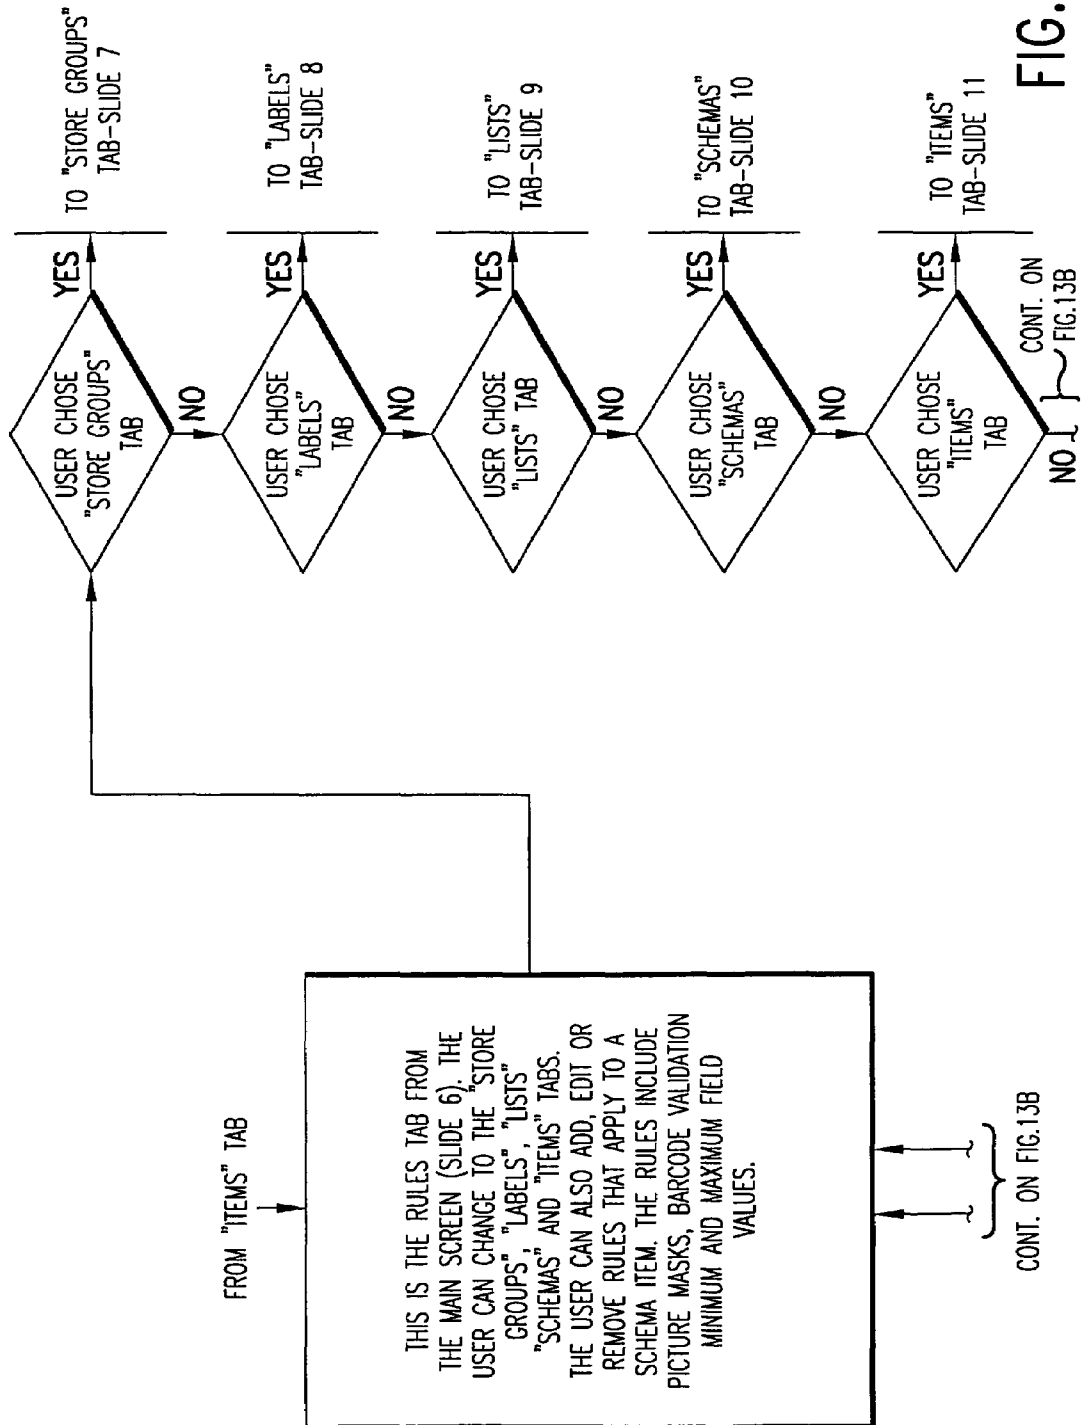 FROM "ITEMS" TAB
THIS IS THE RULES TAB FROM
THE MAIN SCREEN (SLIDE 6). THE
USER CAN CHANGE TO THE "STORE
GROUPS", "LABELS", "LISTS"
"SCHEMAS" AND "ITEMS" TABS.
THE USER CAN ALSO ADD, EDIT OR
REMOVE RULES THAT APPLY TO A
SCHEMA ITEM. THE RULES INCLUDE
PICTURE MASKS, BARCODE VALIDATION
MINIMUM AND MAXIMUM FIELD
VALUES.
CONT. ON FIG.13B
USER CHOSE
"STORE GROUPS"
TAB
YES
TO "STORE GROUPS"
TAB-SLIDE 7
NO
USER CHOSE
"LABELS"
TAB
YES
TO "LABELS"
TAB-SLIDE 8
NO
USER CHOSE
"LISTS" TAB
YES
TO "LISTS"
TAB-SLIDE 9
NO
USER CHOSE
"SCHEMAS"
TAB
YES
TO "SCHEMAS"
TAB-SLIDE 10
NO
USER CHOSE
"ITEMS"
TAB
YES
TO "ITEMS"
TAB-SLIDE 11
NO
CONT. ON
FIG.13B
FIG.